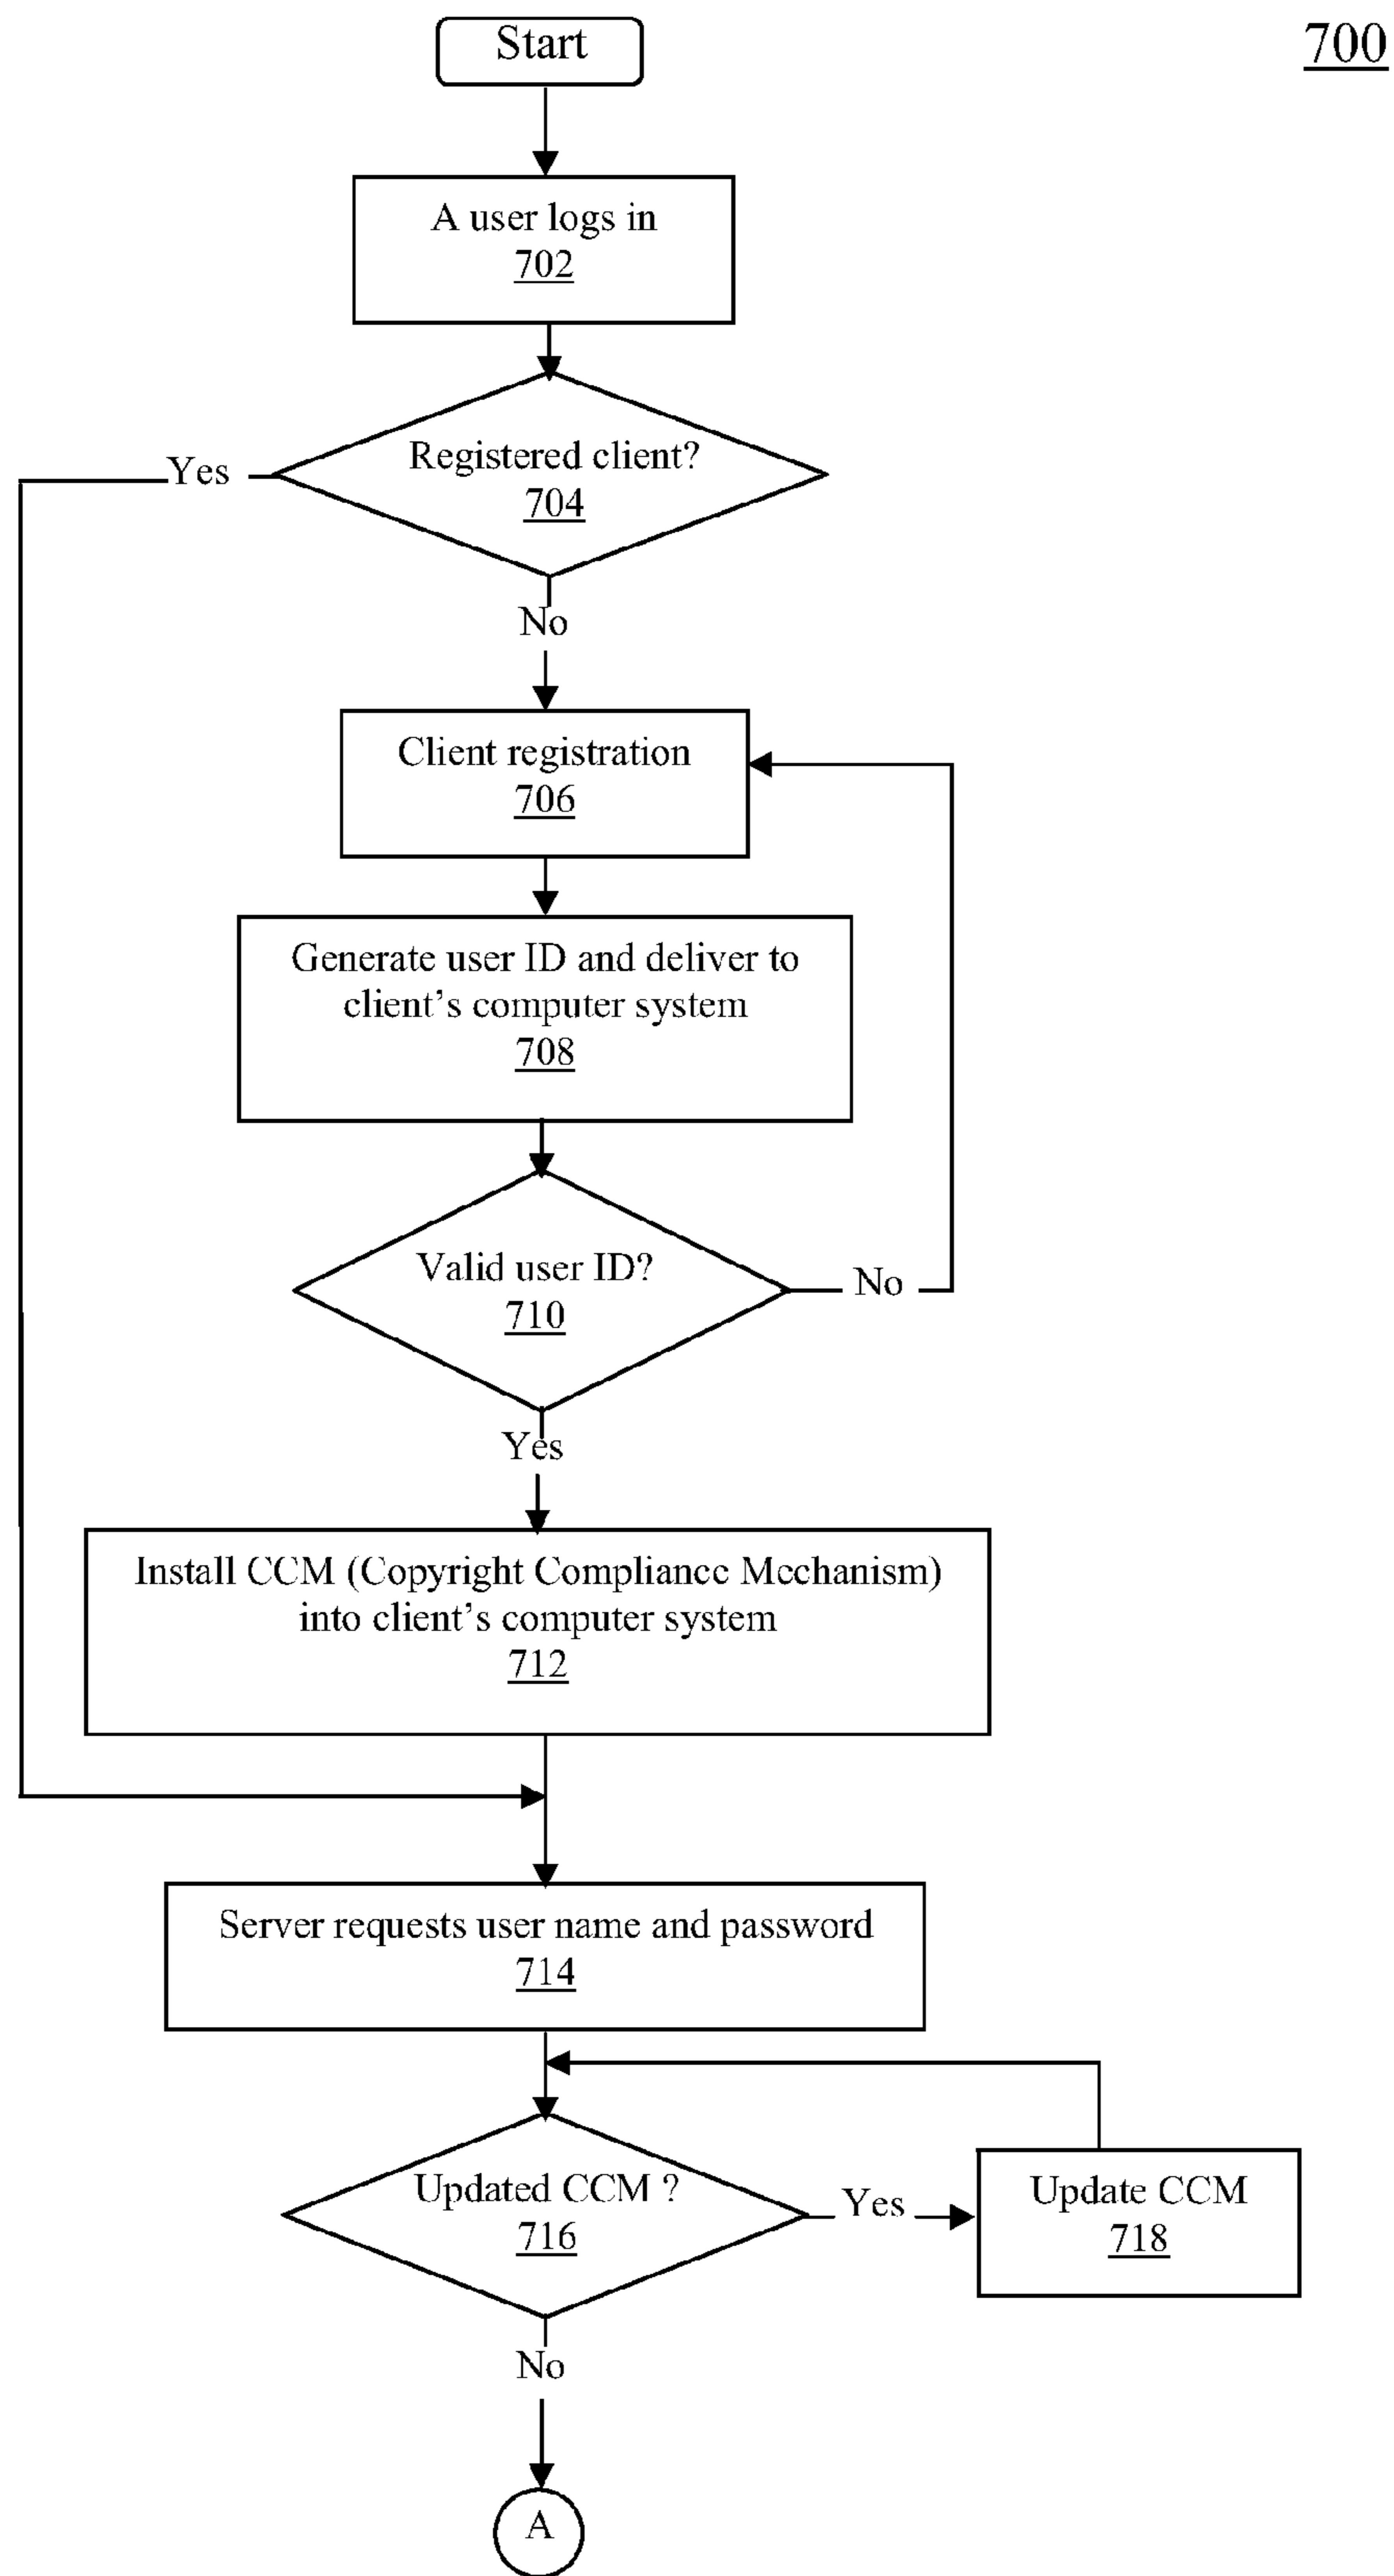 700
Start
A user logs in
702
Registered client?
704
Yes
No
Client registration
706
Generate user ID and deliver to
client’s computer system
708
Valid user ID?
710
No
Yes
Install CCM (Copyright Compliance Mechanism)
into client’s computer system
712
Server requests user name and password
714
Updated CCM ?
716
Yes
Update CCM
718
No
A